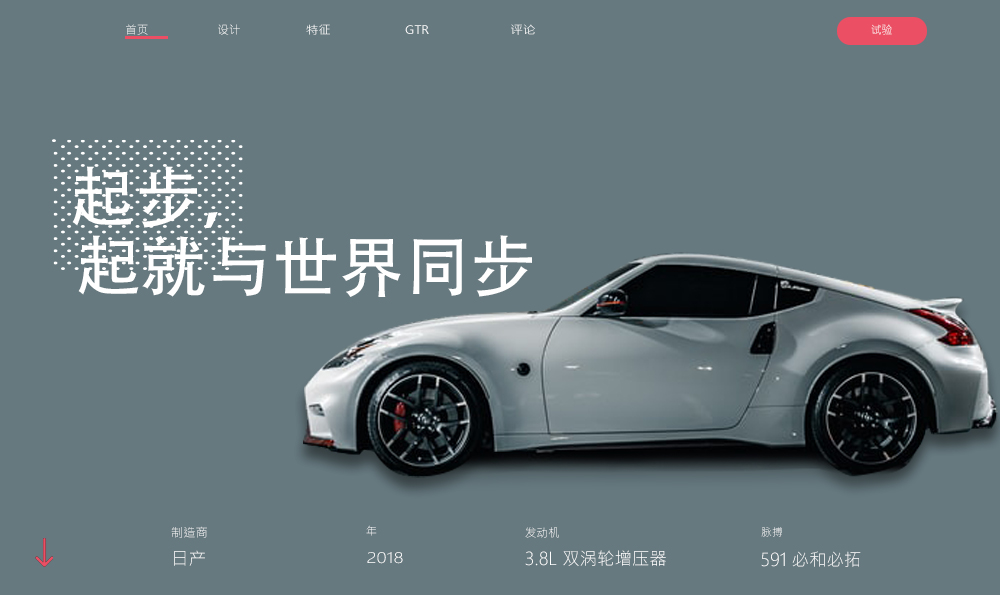 首页
设计
特征
GTR
评论
试验
起步,
起就与世界同步
制造商
年
发动机
脉搏
日产
2018
3.8L 双涡轮增压器
591 必和必拓